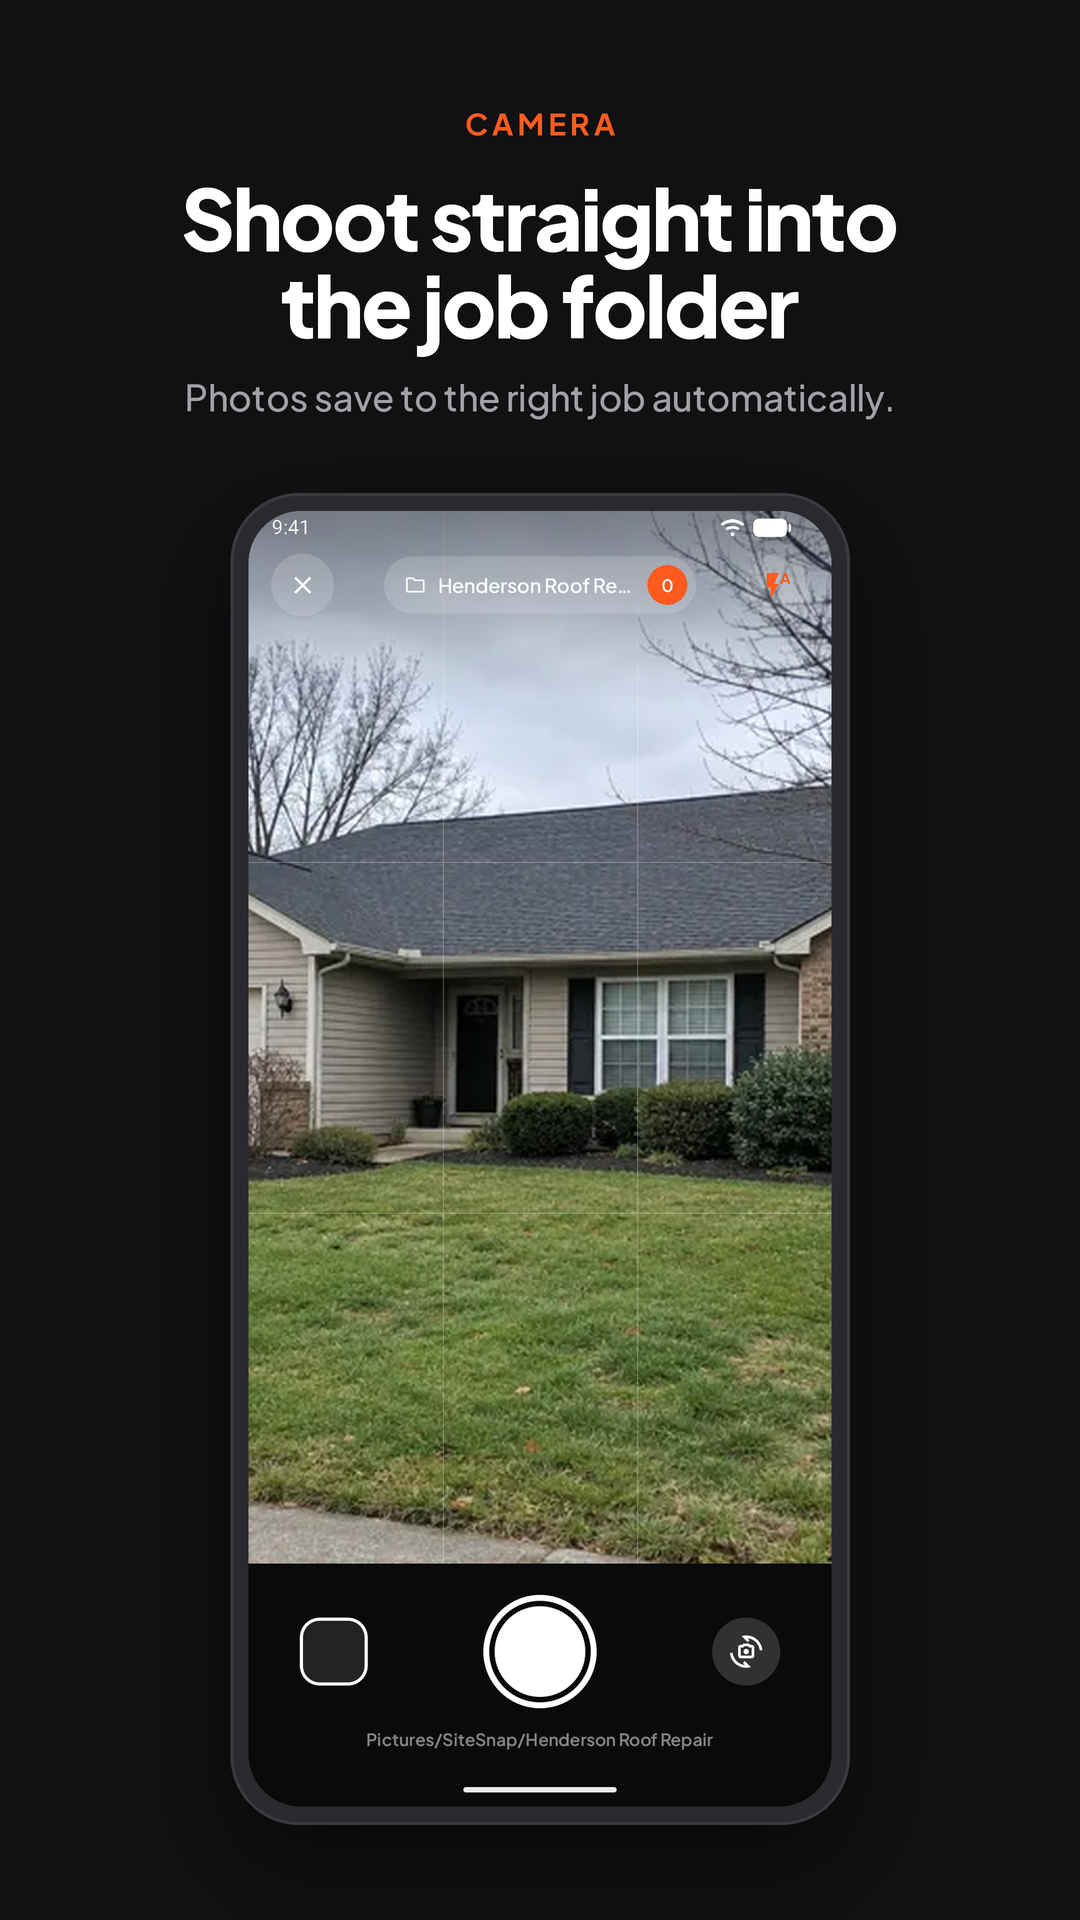 CAMERA
Shoot straight into
the job folder
Photos save to the right job automatically.
9:41
Henderson Roof Re... 0
A
Pictures/SiteSnap/Henderson Roof Repair